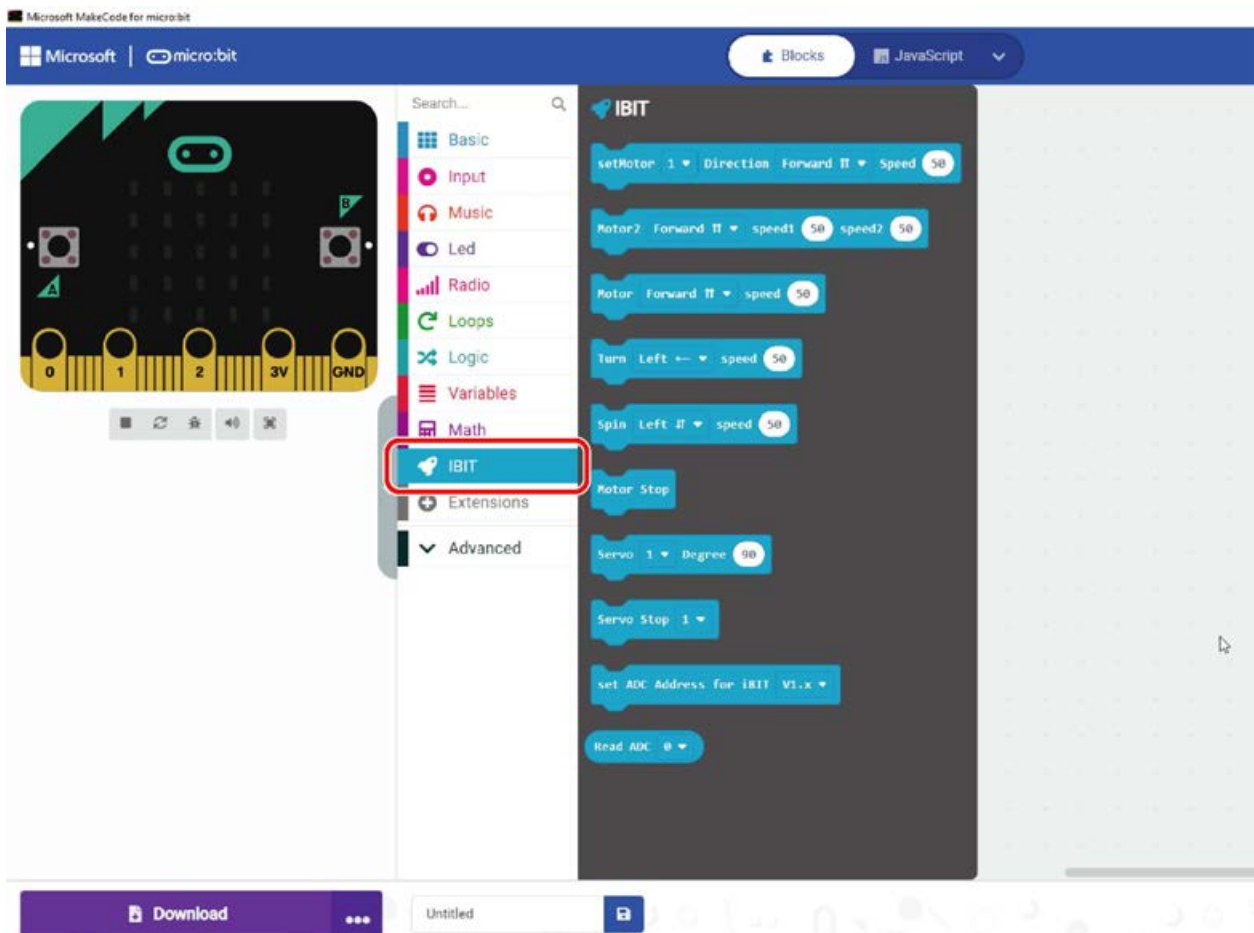 Microsoft MakeCode for micro:bit
Microsoft | micro:bit
Blocks
JavaScript
B
A
0 1 2 3V GND
Search...
Basic
Input
Music
Led
Radio
Loops
Logic
Variables
Math
IBIT
Extensions
Advanced
IBIT
setMotor 1 Direction Forward Speed 50
Motor2 Forward speed1 50 speed2 50
Motor Forward speed 50
Turn Left ← speed 50
Spin Left speed 50
Motor Stop
Servo 1 Degree 90
Servo Stop 1
set ADC Address for iBIT V1.x
Read ADC 0
Download
Untitled